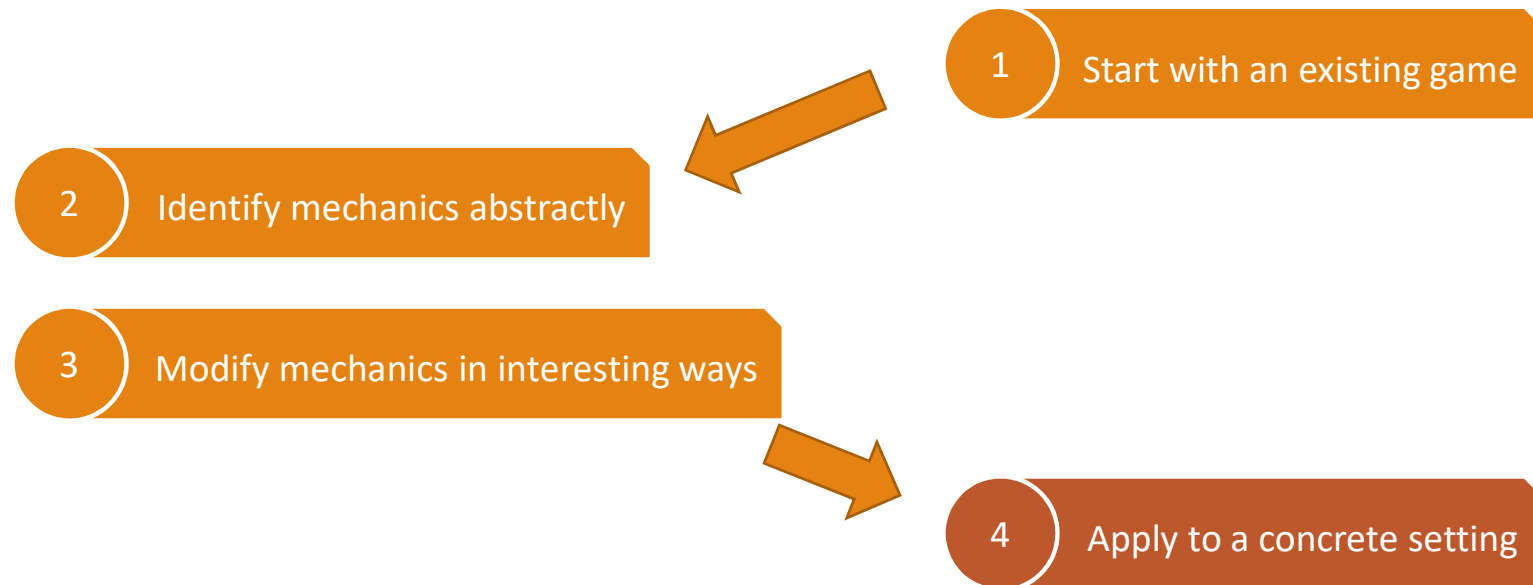 1 Start with an existing game
2 Identify mechanics abstractly
3 Modify mechanics in interesting ways
4 Apply to a concrete setting